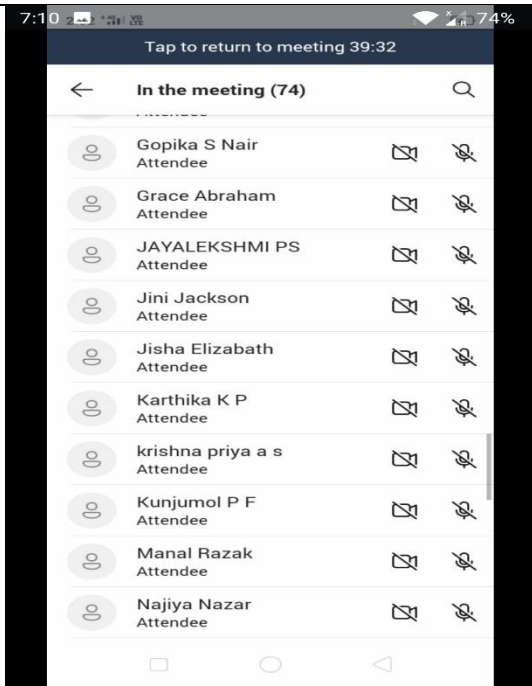 7:10 74%
Tap to return to meeting 39:32
In the meeting (74)
Gopika S Nair
Attendee
Grace Abraham
Attendee
JAYALEKSHMI PS
Attendee
Jini Jackson
Attendee
Jisha Elizabath
Attendee
Karthika K P
Attendee
krishna priya a s
Attendee
Kunjumol P F
Attendee
Manal Razak
Attendee
Najiya Nazar
Attendee